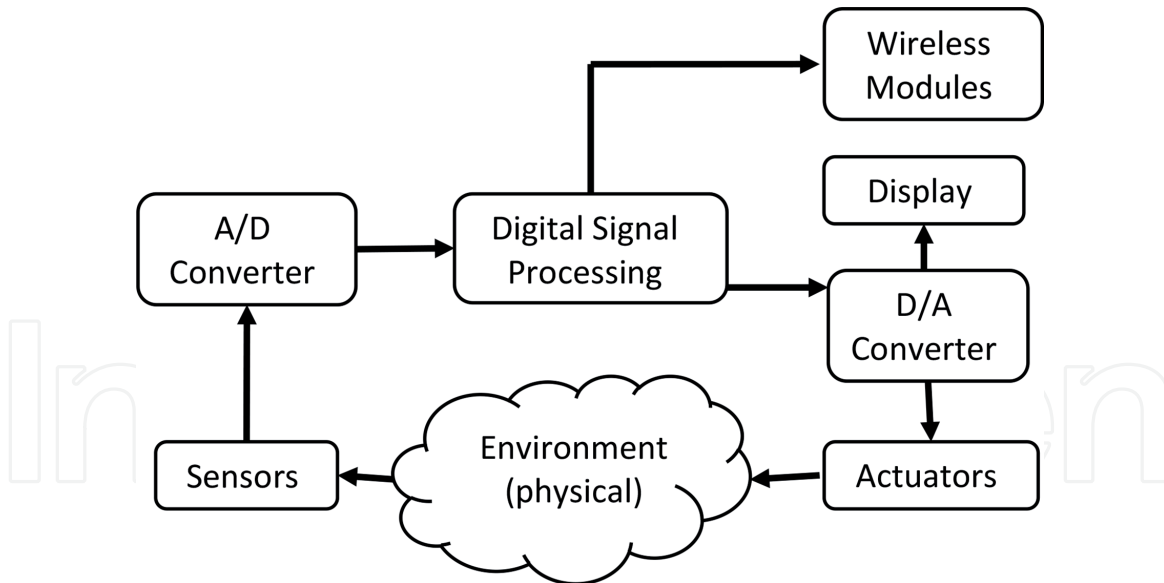 Wireless
Modules
Display
A/D
Converter
Digital Signal
Processing
D/A
Converter
Environment
(physical)
Sensors
Actuators